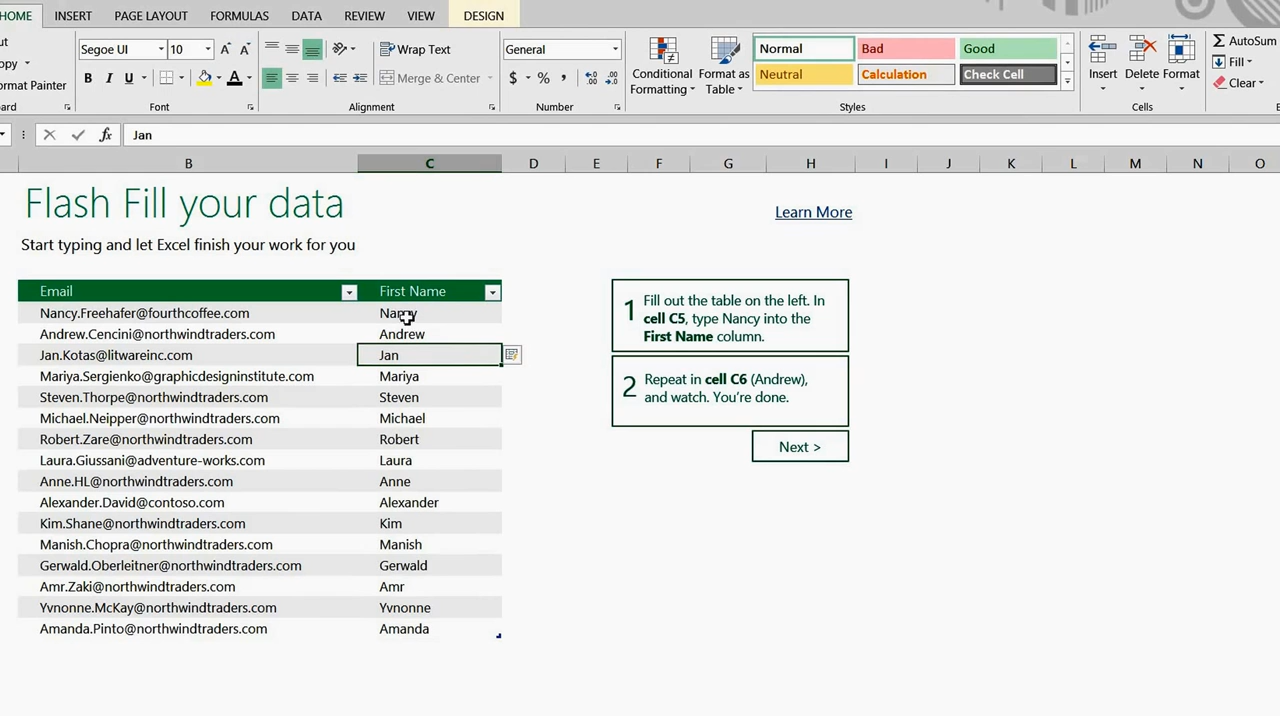 HOME INSERT PAGE LAYOUT FORMULAS DATA REVIEW VIEW DESIGN
ut Segoe UI 10 Wrap Text General Normal Bad Good AutoSum
opy Fill
Conditional Formatting Format as Table Neutral Calculation Check Cell Insert Delete Format
ormat Painter B I U Merge & Center $ % Clear
oard Font Alignment Number Styles Cells
fx Jan
B C D E F G H I J K L M N O
Flash Fill your data
Learn More
Start typing and let Excel finish your work for you
Email First Name
Nancy.Freehafer@fourthcoffee.com Nancy
Andrew.Cencini@northwindtraders.com Andrew
Jan.Kotas@litwareinc.com Jan
Mariya.Sergienko@graphicdesigninstitute.com Mariya
Steven.Thorpe@northwindtraders.com Steven
Michael.Neipper@northwindtraders.com Michael
Robert.Zare@northwindtraders.com Robert
Laura.Giussani@adventure-works.com Laura
Anne.HL@northwindtraders.com Anne
Alexander.David@contoso.com Alexander
Kim.Shane@northwindtraders.com Kim
Manish.Chopra@northwindtraders.com Manish
Gerwald.Oberleitner@northwindtraders.com Gerwald
Amr.Zaki@northwindtraders.com Amr
Yvnonne.McKay@northwindtraders.com Yvnonne
Amanda.Pinto@northwindtraders.com Amanda
1 Fill out the table on the left. In
cell C5, type Nancy into the
First Name column.
2 Repeat in cell C6 (Andrew),
and watch. You're done.
Next >